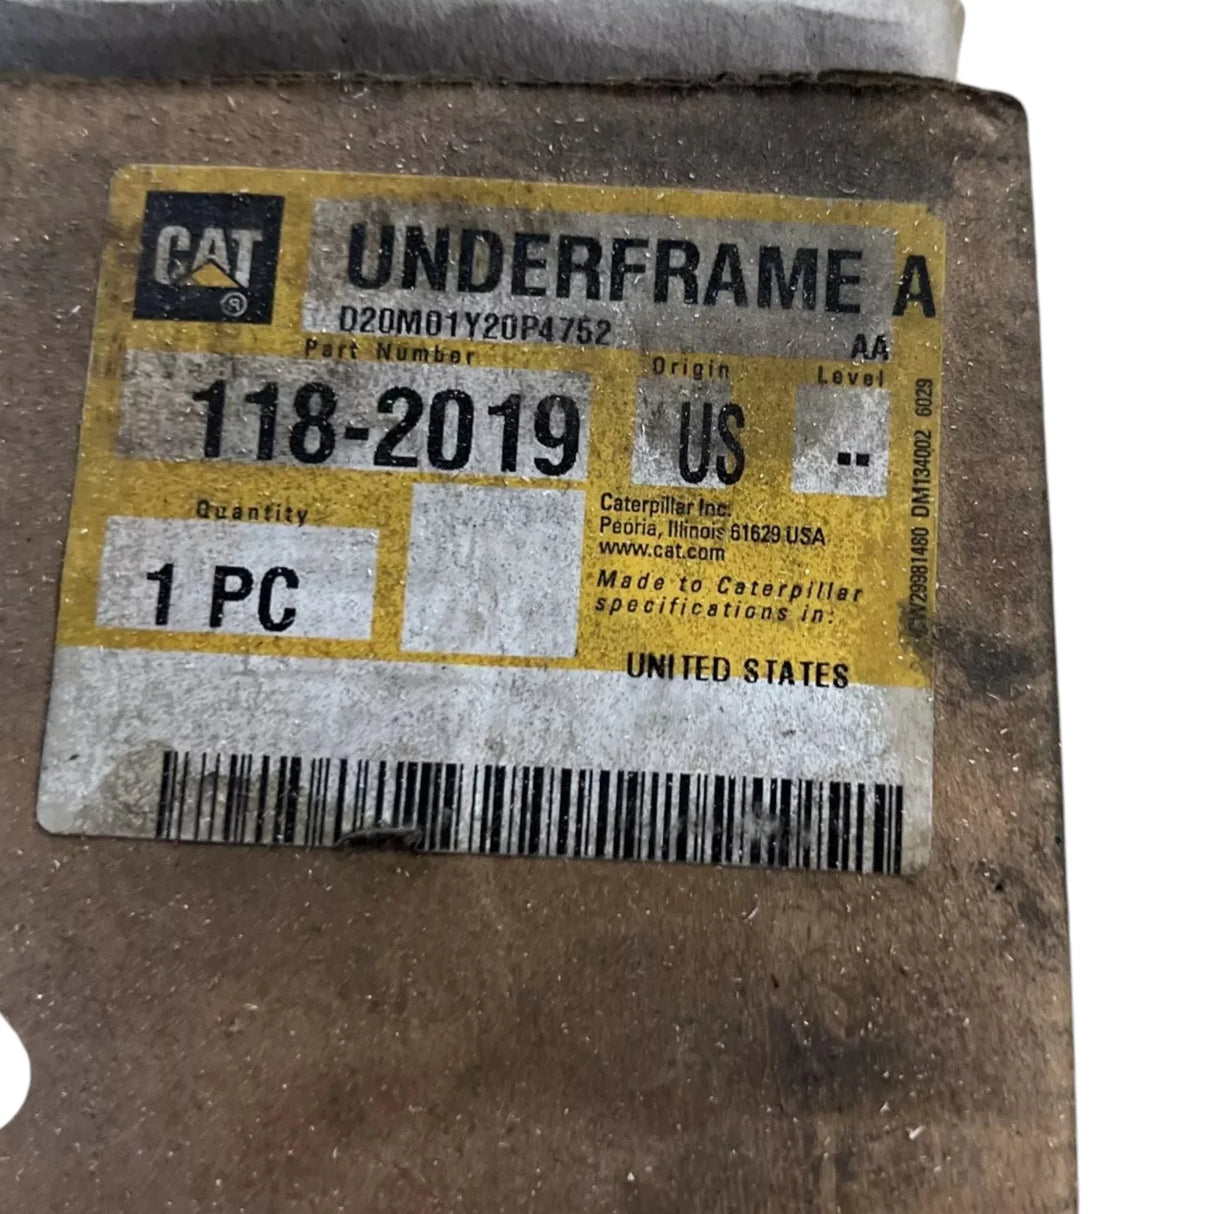 CAT
®
UNDERFRAME A
D20M01Y20P4752
AA
Part Number
Origin
Level
118-2019
US
--
Quantity
1 PC
Caterpillar Inc.
Peoria, Illinois 61629 USA
www.cat.com
Made to Caterpillar
specifications in:
UNITED STATES
CW29981480 DM134002 6029